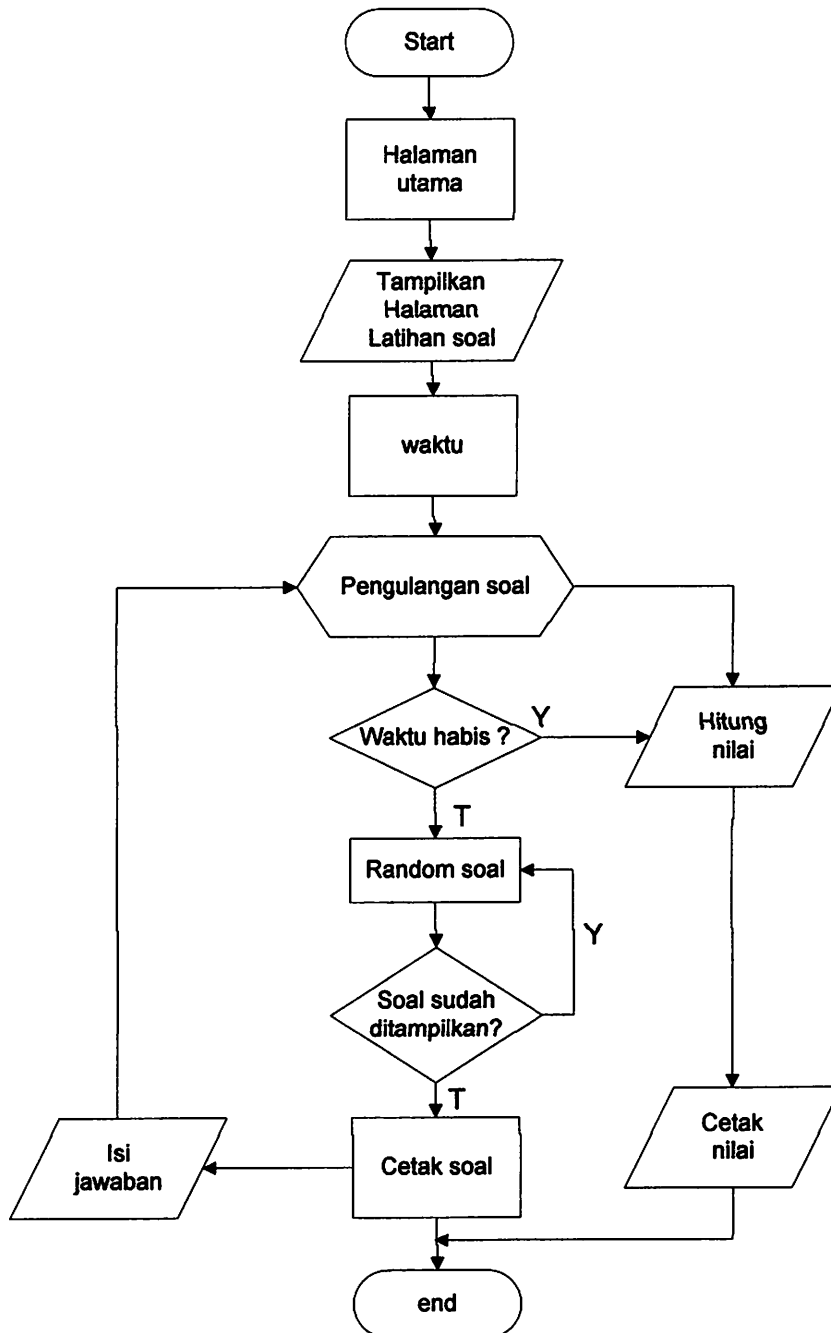 Start
Halaman
utama
Tampilkan
Halaman
Latihan soal
waktu
Pengulangan soal
Waktu habis ?
Y
Hitung
nilai
T
Random soal
Y
Soal sudah
ditampilkan?
T
Isi
jawaban
Cetak soal
Cetak
nilai
end